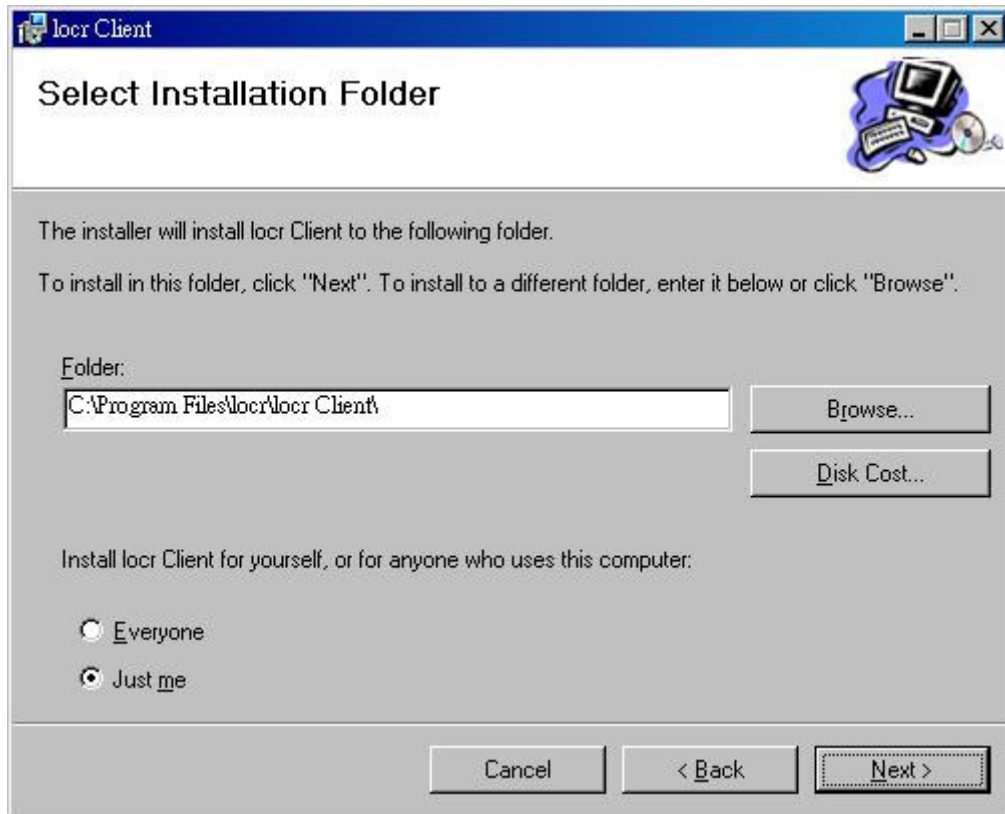 locr Client
Select Installation Folder
The installer will install locr Client to the following folder.
To install in this folder, click "Next". To install to a different folder, enter it below or click "Browse".
Folder:
C:\Program Files\locr\locr Client\
Browse...
Disk Cost...
Install locr Client for yourself, or for anyone who uses this computer:
Everyone
Just me
Cancel
< Back
Next >